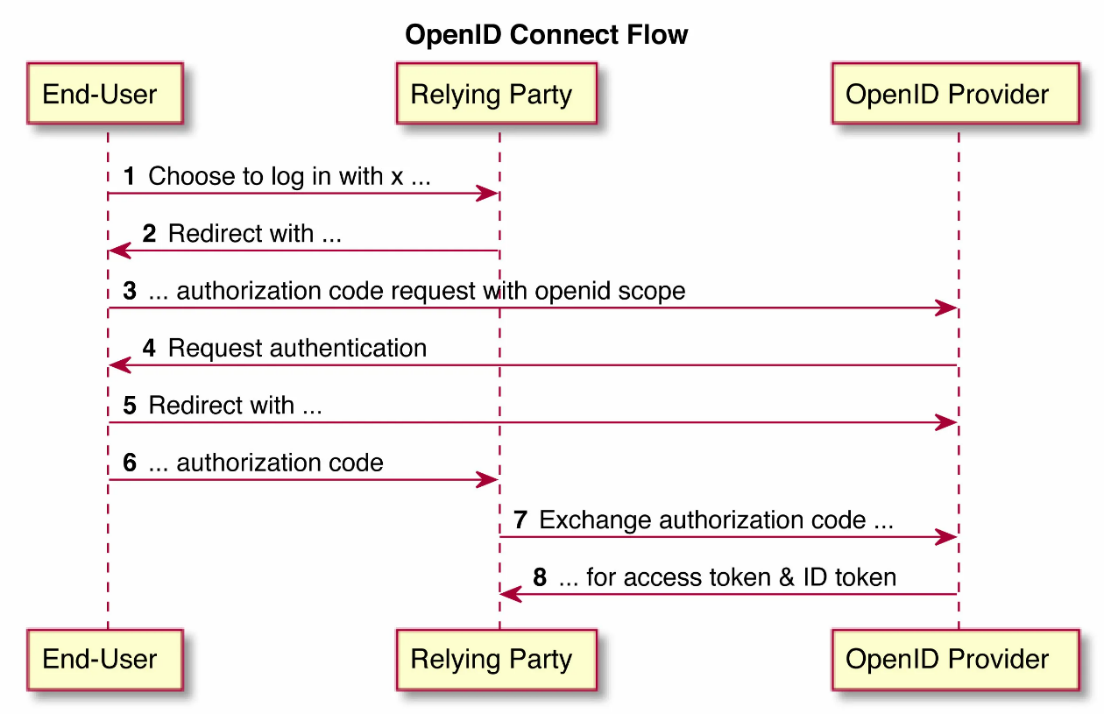 OpenID Connect Flow
End-User
Relying Party
OpenID Provider
1 Choose to log in with x ...
2 Redirect with ...
3 ... authorization code request with openid scope
4 Request authentication
5 Redirect with ...
6 ... authorization code
7 Exchange authorization code ...
8 ... for access token & ID token
End-User
Relying Party
OpenID Provider